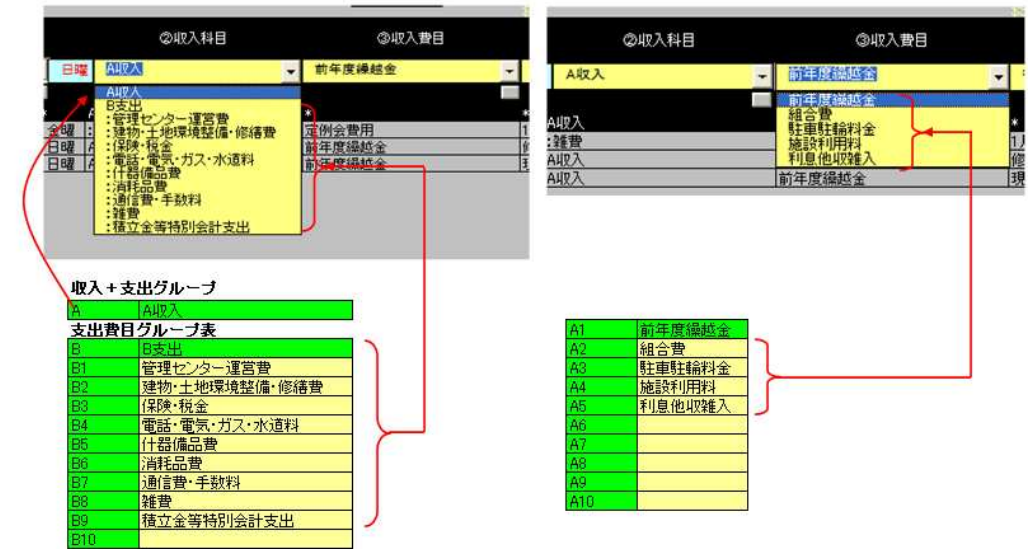 ②収入科目
③収入費目
日曜
A収入
前年度繰越金
A収入
B支出
:管理センター運営費
:建物・土地環境整備・修繕費
:保険・税金
:電話・電気・ガス・水道料
:什器備品費
:消耗品費
:通信費・手数料
:雑費
:積立金等特別会計支出
*
*
金曜
定例会費用
日曜
前年度繰越金
日曜
前年度繰越金
②収入科目
③収入費目
A収入
前年度繰越金
前年度繰越金
組合費
駐車駐輪料金
施設利用料
利息他収雑入
A収入
*
:雑費
A収入
A収入
前年度繰越金
収入+支出グループ
A A収入
支出費目グループ表
B B支出
B1 管理センター運営費
B2 建物・土地環境整備・修繕費
B3 保険・税金
B4 電話・電気・ガス・水道料
B5 什器備品費
B6 消耗品費
B7 通信費・手数料
B8 雑費
B9 積立金等特別会計支出
B10
A1 前年度繰越金
A2 組合費
A3 駐車駐輪料金
A4 施設利用料
A5 利息他収雑入
A6
A7
A8
A9
A10